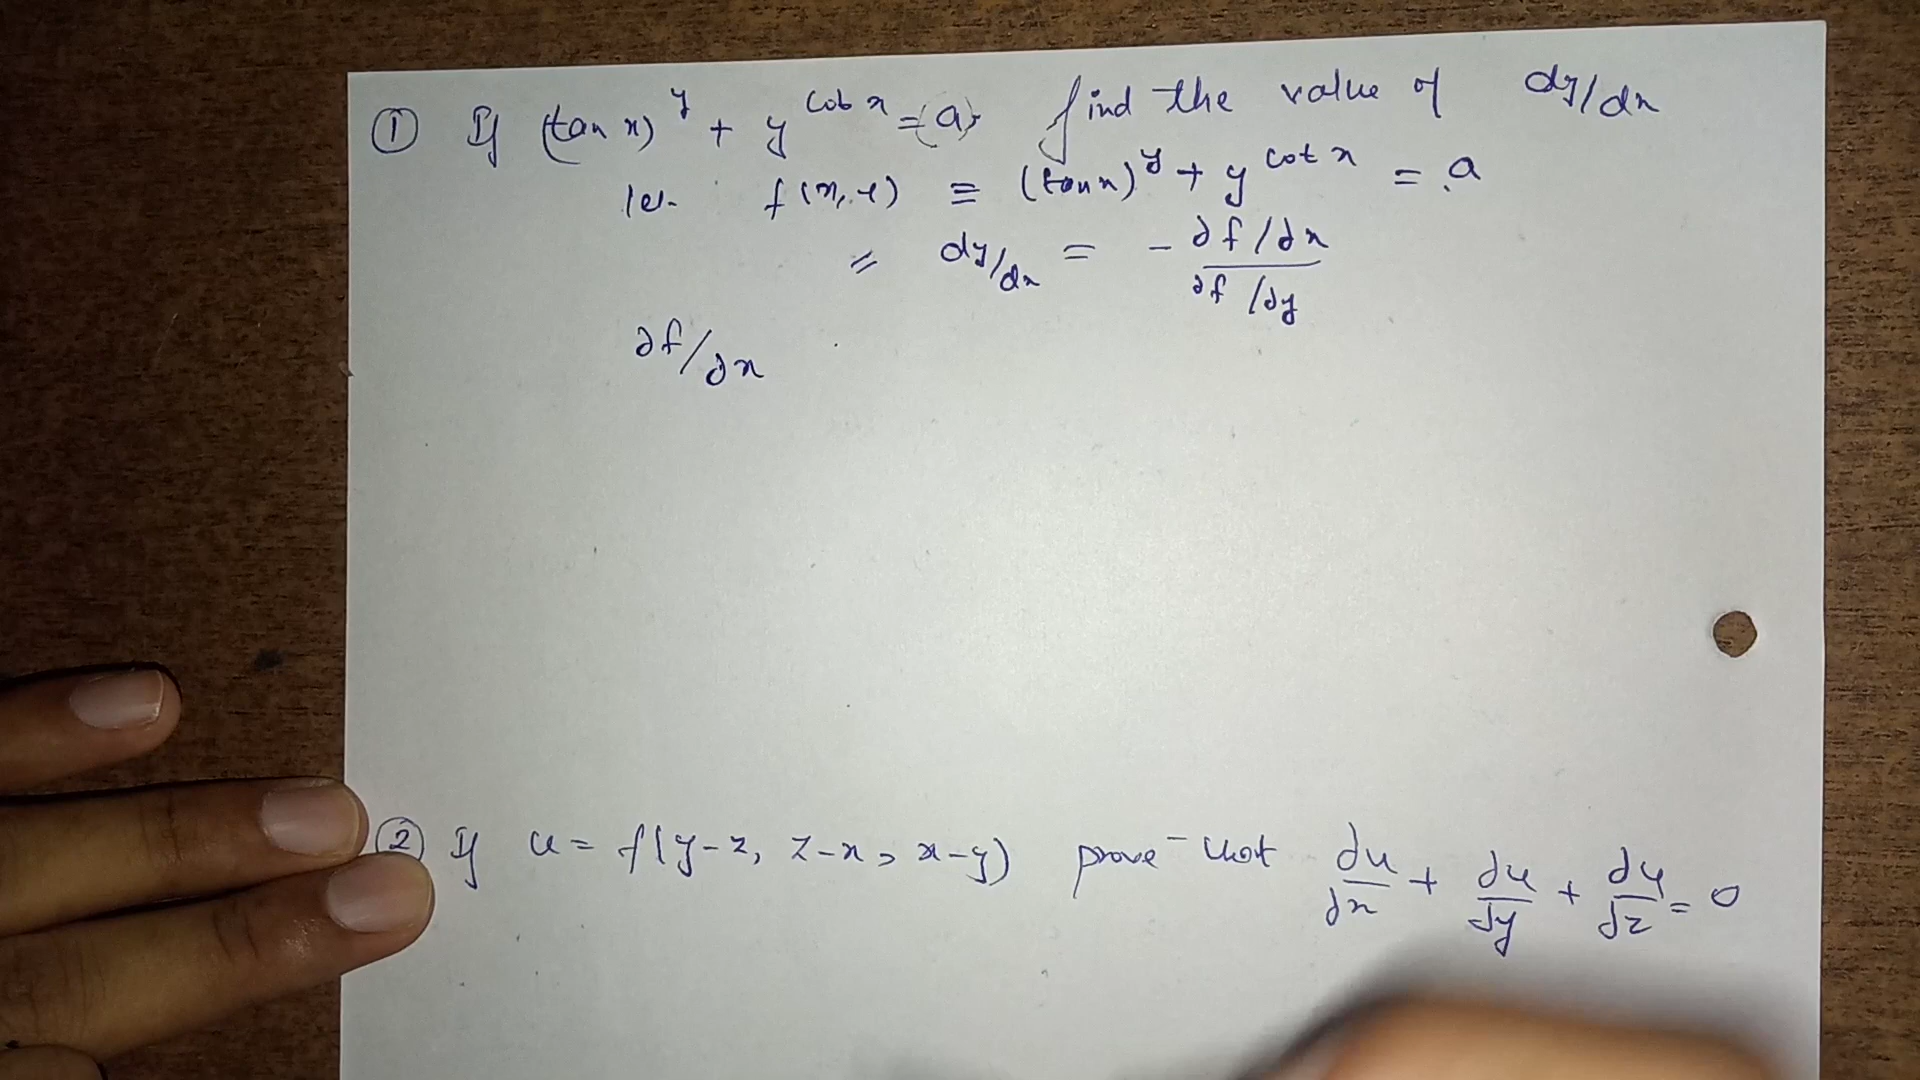 ① If (tan x)^y + y^cot x = a, find the value of dy/dx
let f(x, y) ≡ (tan x)^y + y^cot x = a
= dy/dx = - ∂f/∂x / ∂f/∂y
∂f/∂x
② If u = f(y-z, z-x, x-y) prove that ∂u/∂x + ∂u/∂y + ∂u/∂z = 0